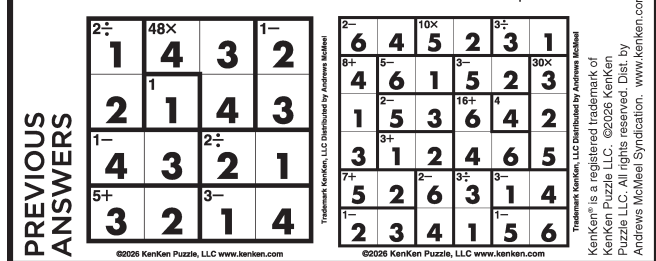 PREVIOUS
ANSWERS
2÷ 48× 1−
1 4 3 2
1
2 1 4 3
1− 2÷
4 3 2 1
5+ 3−
3 2 1 4
©2026 KenKen Puzzle, LLC www.kenken.com
Trademark KenKen, LLC Distributed by Andrews McMeel
2− 10× 3÷
6 4 5 2 3 1
8+ 5− 3− 30×
4 6 1 5 2 3
2− 16+ 4
1 5 3 6 4 2
3+
3 1 2 4 6 5
7+ 2− 3÷ 3−
5 2 6 3 1 4
1− 1−
2 3 4 1 5 6
©2026 KenKen Puzzle, LLC www.kenken.com
Trademark KenKen, LLC Distributed by Andrews McMeel
KenKen® is a registered trademark of
KenKen Puzzle LLC. ©2026 KenKen
Puzzle LLC. All rights reserved. Dist. by
Andrews McMeel Syndication. www.kenken.com